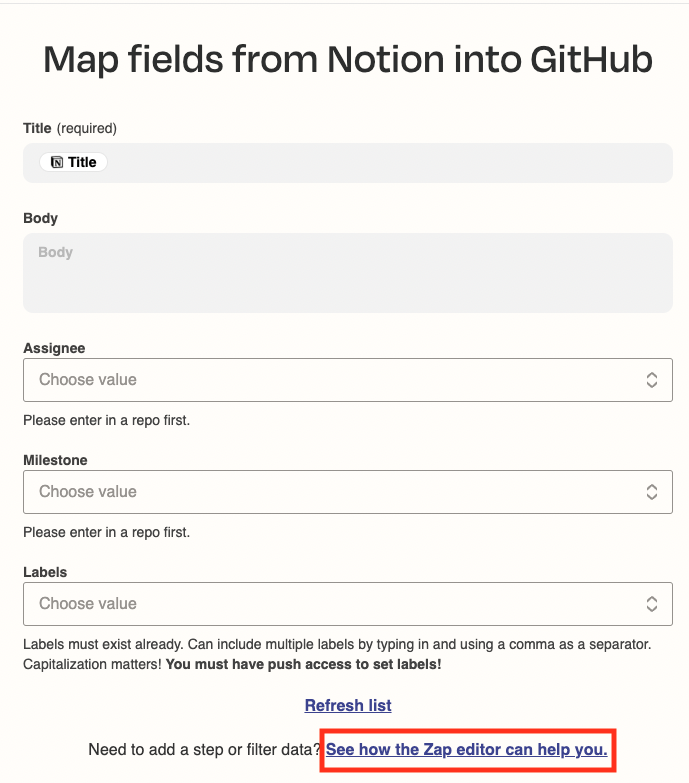 Map fields from Notion into GitHub
Title (required)
Title
Body
Body
Assignee
Choose value
Please enter in a repo first.
Milestone
Choose value
Please enter in a repo first.
Labels
Choose value
Labels must exist already. Can include multiple labels by typing in and using a comma as a separator.
Capitalization matters! You must have push access to set labels!
Refresh list
Need to add a step or filter data? See how the Zap editor can help you.